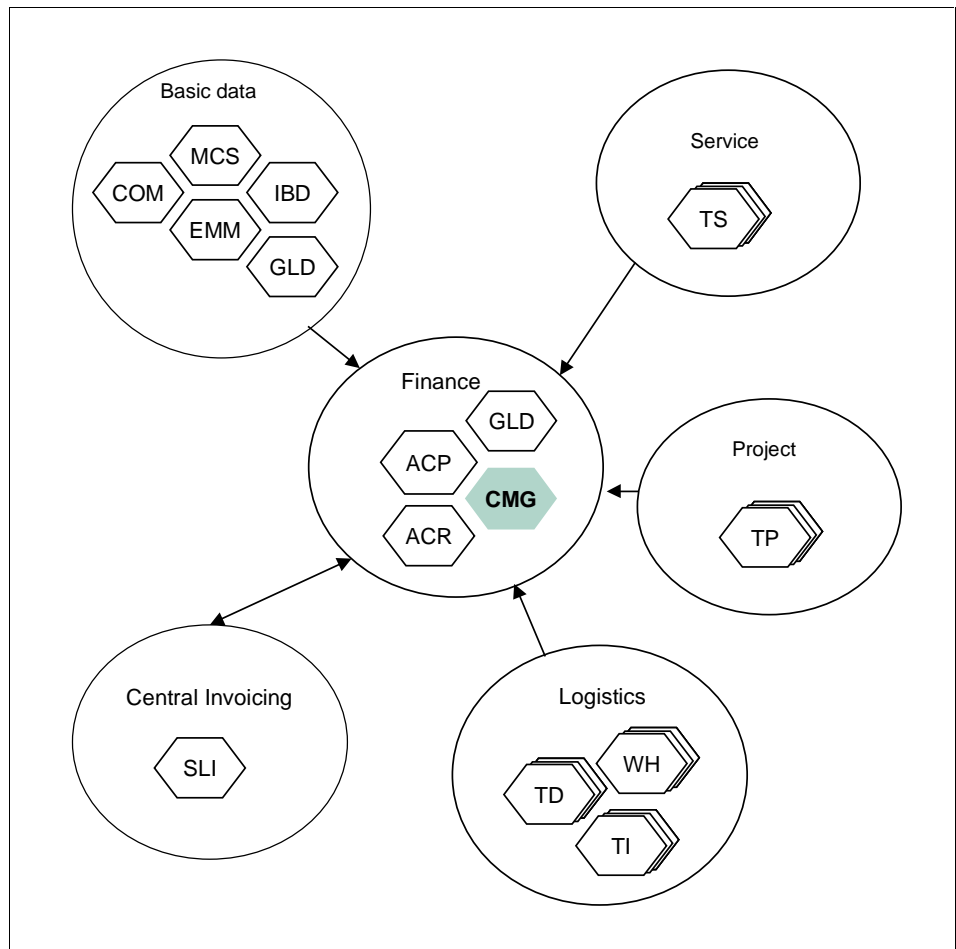 Basic data
MCS
COM
IBD
EMM
GLD
Service
TS
Finance
GLD
ACP
CMG
ACR
Project
TP
Central Invoicing
SLI
Logistics
WH
TD
TI